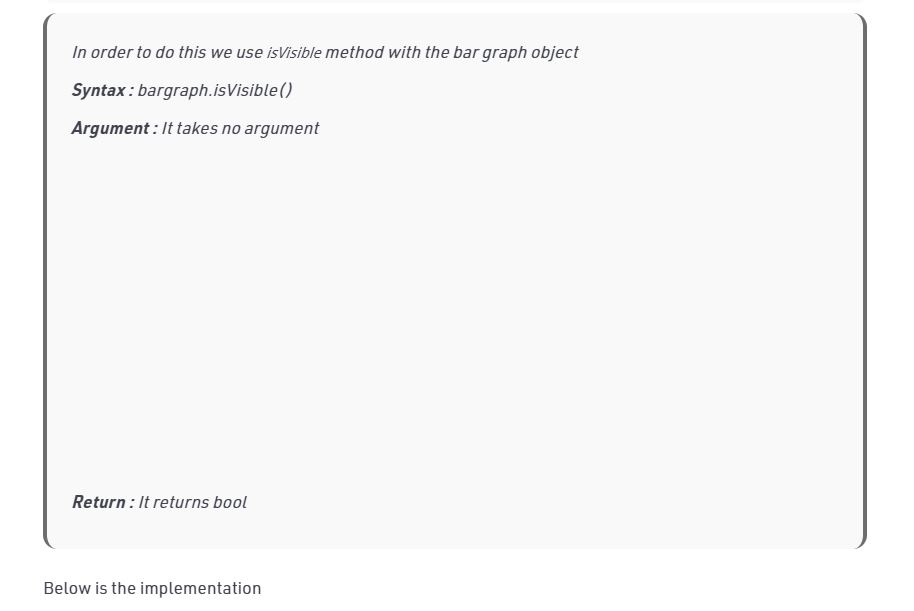 In order to do this we use isVisible method with the bar graph object
Syntax : bargraph.isVisible()
Argument : It takes no argument
Return : It returns bool
Below is the implementation